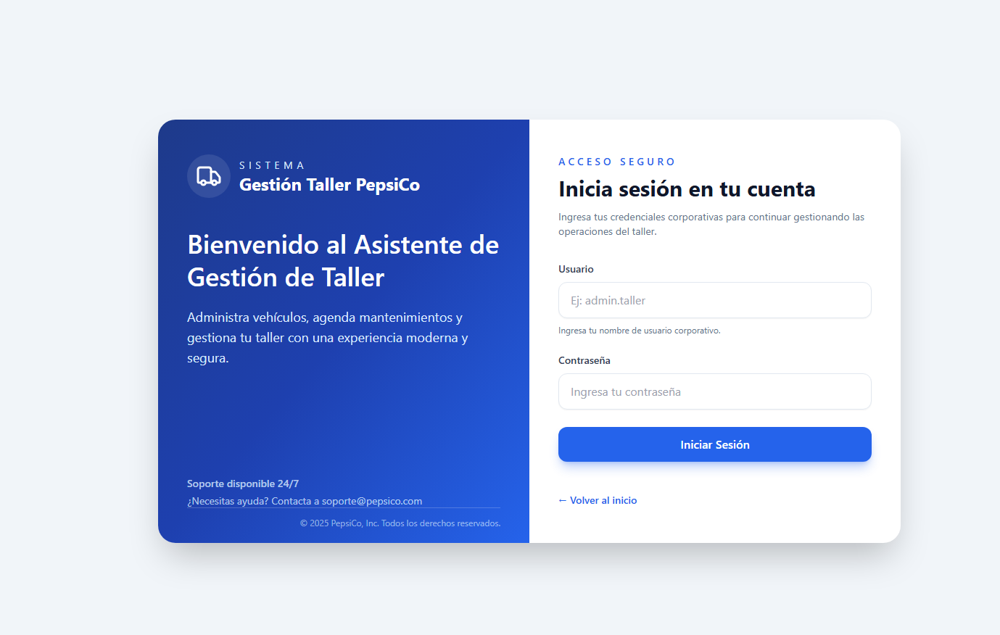 SISTEMA
Gestión Taller PepsiCo
Bienvenido al Asistente de
Gestión de Taller
Administra vehículos, agenda mantenimientos y
gestiona tu taller con una experiencia moderna y
segura.
Soporte disponible 24/7
¿Necesitas ayuda? Contacta a soporte@pepsico.com
© 2025 PepsiCo, Inc. Todos los derechos reservados.
ACCESO SEGURO
Inicia sesión en tu cuenta
Ingresa tus credenciales corporativas para continuar gestionando las
operaciones del taller.
Usuario
Ej: admin.taller
Ingresa tu nombre de usuario corporativo.
Contraseña
Ingresa tu contraseña
Iniciar Sesión
← Volver al inicio